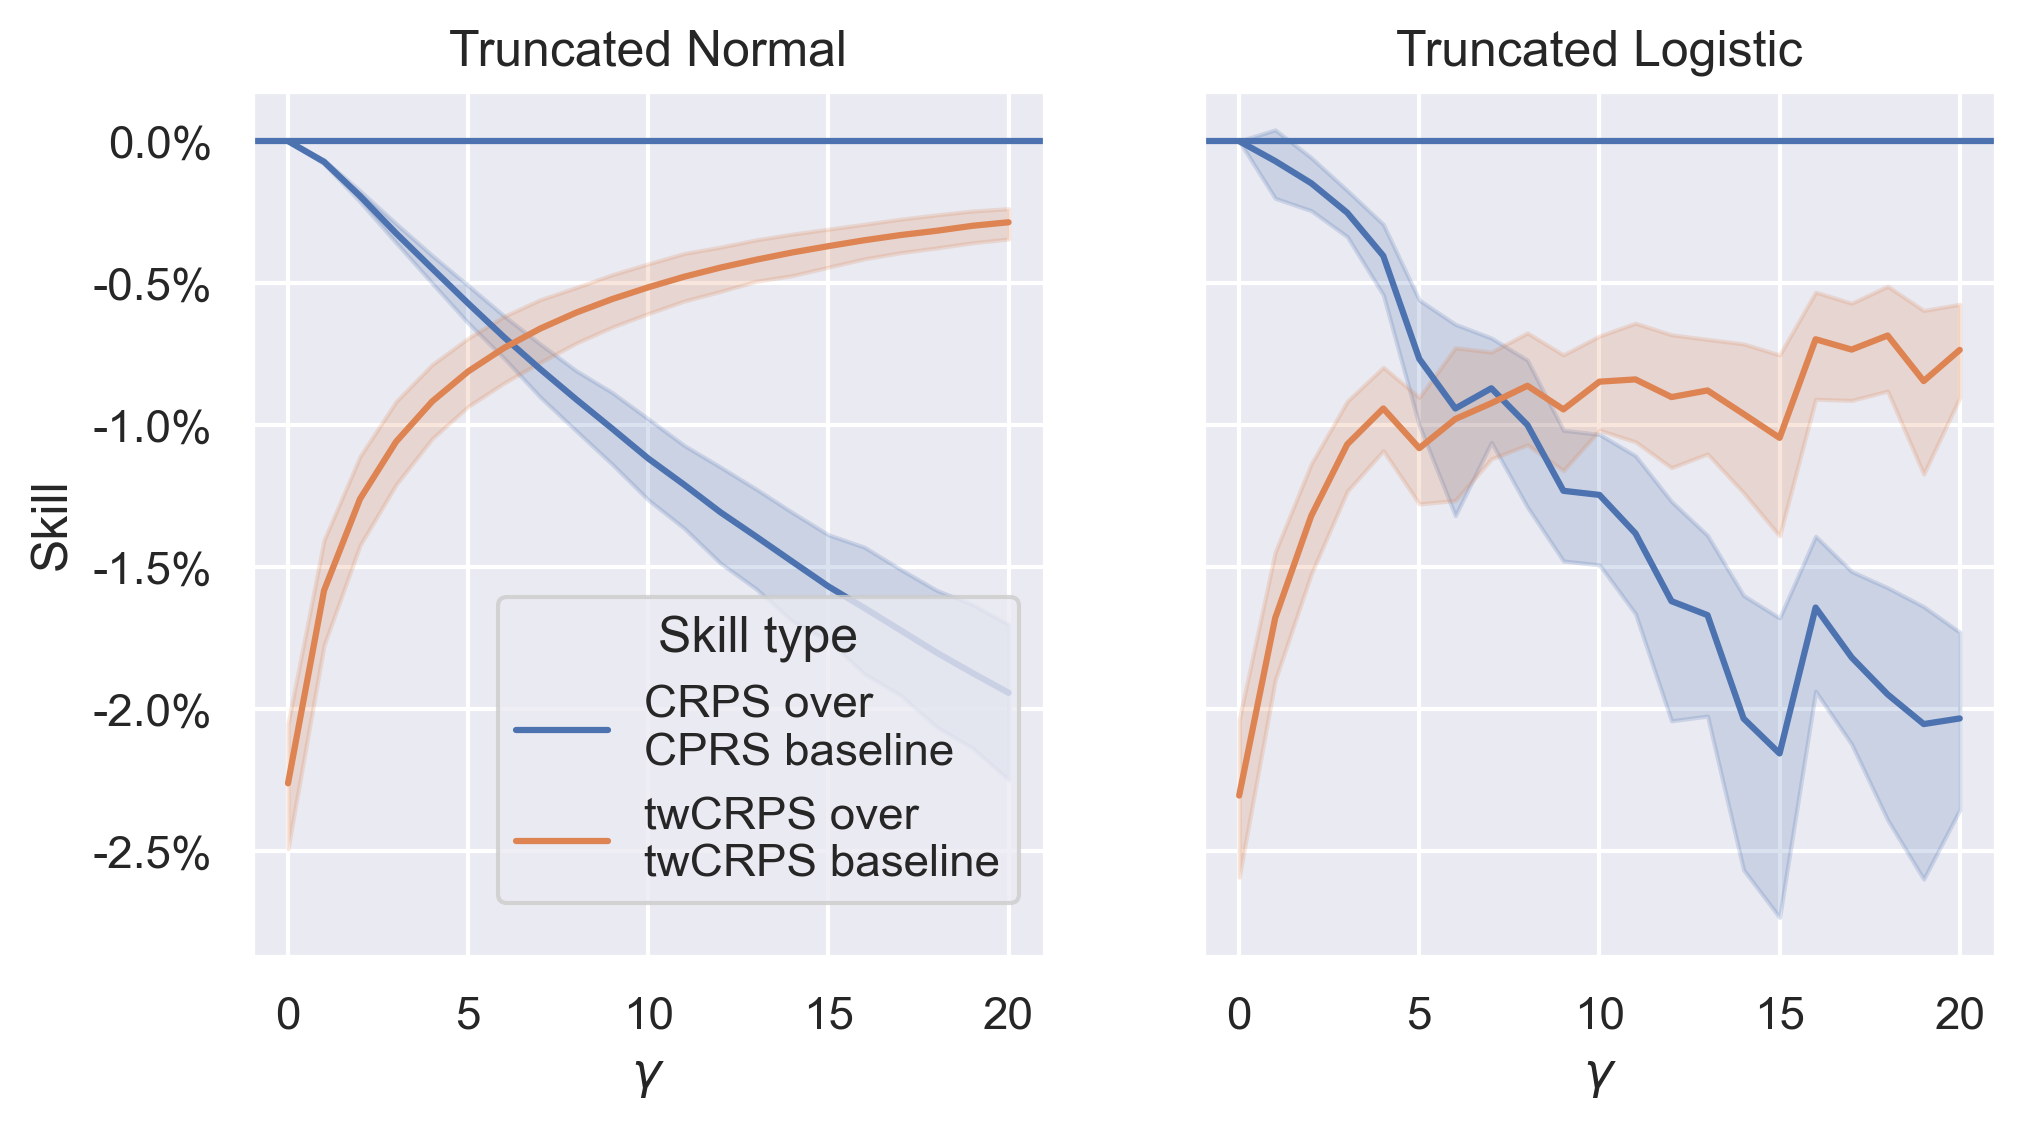 Truncated Normal
Truncated Logistic
Skill
0.0%
-0.5%
-1.0%
-1.5%
-2.0%
-2.5%
Skill type
CRPS over
CPRS baseline
twCRPS over
twCRPS baseline
0 5 10 15 20
γ
0 5 10 15 20
γ